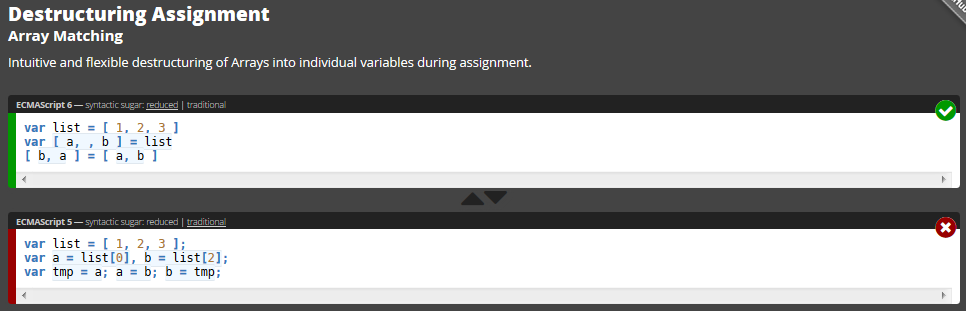 Destructuring Assignment
Array Matching
Intuitive and flexible destructuring of Arrays into individual variables during assignment.
ECMAScript 6 — syntactic sugar: reduced | traditional
var list = [ 1, 2, 3 ]
var [ a, , b ] = list
[ b, a ] = [ a, b ]
ECMAScript 5 — syntactic sugar: reduced | traditional
var list = [ 1, 2, 3 ];
var a = list[0], b = list[2];
var tmp = a; a = b; b = tmp;